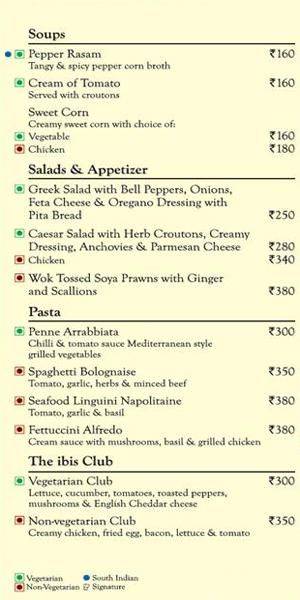 Soups
Pepper Rasam ₹160
Tangy & spicy pepper corn broth
Cream of Tomato ₹160
Served with croutons
Sweet Corn
Creamy sweet corn with choice of:
Vegetable ₹160
Chicken ₹180
Salads & Appetizer
Greek Salad with Bell Peppers, Onions,
Feta Cheese & Oregano Dressing with
Pita Bread ₹250
Caesar Salad with Herb Croutons, Creamy
Dressing, Anchovies & Parmesan Cheese ₹280
Chicken ₹340
Wok Tossed Soya Prawns with Ginger
and Scallions ₹380
Pasta
Penne Arrabbiata ₹300
Chilli & tomato sauce Mediterranean style
grilled vegetables
Spaghetti Bolognaise ₹350
Tomato, garlic, herbs & minced beef
Seafood Linguini Napolitaine ₹380
Tomato, garlic & basil
Fettuccini Alfredo ₹380
Cream sauce with mushrooms, basil & grilled chicken
The ibis Club
Vegetarian Club ₹300
Lettuce, cucumber, tomatoes, roasted peppers,
mushrooms & English Cheddar cheese
Non-vegetarian Club ₹350
Creamy chicken, fried egg, bacon, lettuce & tomato
Vegetarian South Indian
Non-Vegetarian & Signature